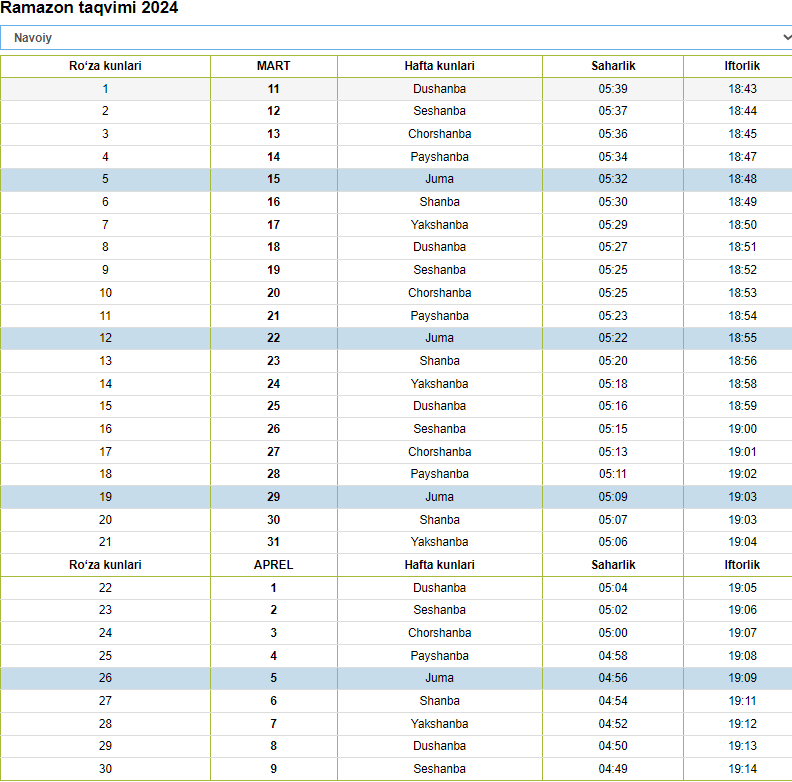 Ramazon taqvimi 2024
Navoiy
Roʻza kunlari MART Hafta kunlari Saharlik Iftorlik
1 11 Dushanba 05:39 18:43
2 12 Seshanba 05:37 18:44
3 13 Chorshanba 05:36 18:45
4 14 Payshanba 05:34 18:47
5 15 Juma 05:32 18:48
6 16 Shanba 05:30 18:49
7 17 Yakshanba 05:29 18:50
8 18 Dushanba 05:27 18:51
9 19 Seshanba 05:25 18:52
10 20 Chorshanba 05:25 18:53
11 21 Payshanba 05:23 18:54
12 22 Juma 05:22 18:55
13 23 Shanba 05:20 18:56
14 24 Yakshanba 05:18 18:58
15 25 Dushanba 05:16 18:59
16 26 Seshanba 05:15 19:00
17 27 Chorshanba 05:13 19:01
18 28 Payshanba 05:11 19:02
19 29 Juma 05:09 19:03
20 30 Shanba 05:07 19:03
21 31 Yakshanba 05:06 19:04
Roʻza kunlari APREL Hafta kunlari Saharlik Iftorlik
22 1 Dushanba 05:04 19:05
23 2 Seshanba 05:02 19:06
24 3 Chorshanba 05:00 19:07
25 4 Payshanba 04:58 19:08
26 5 Juma 04:56 19:09
27 6 Shanba 04:54 19:11
28 7 Yakshanba 04:52 19:12
29 8 Dushanba 04:50 19:13
30 9 Seshanba 04:49 19:14